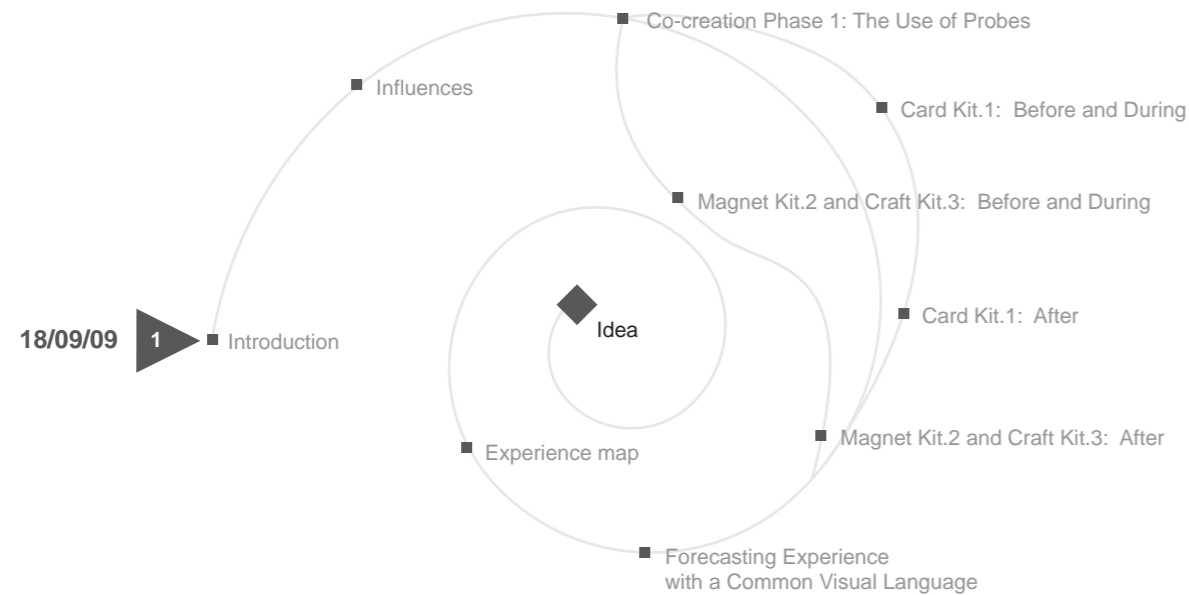 Co-creation Phase 1: The Use of Probes
Influences
Card Kit.1: Before and During
Magnet Kit.2 and Craft Kit.3: Before and During
Card Kit.1: After
Idea
18/09/09
1
Introduction
Magnet Kit.2 and Craft Kit.3: After
Experience map
Forecasting Experience
with a Common Visual Language